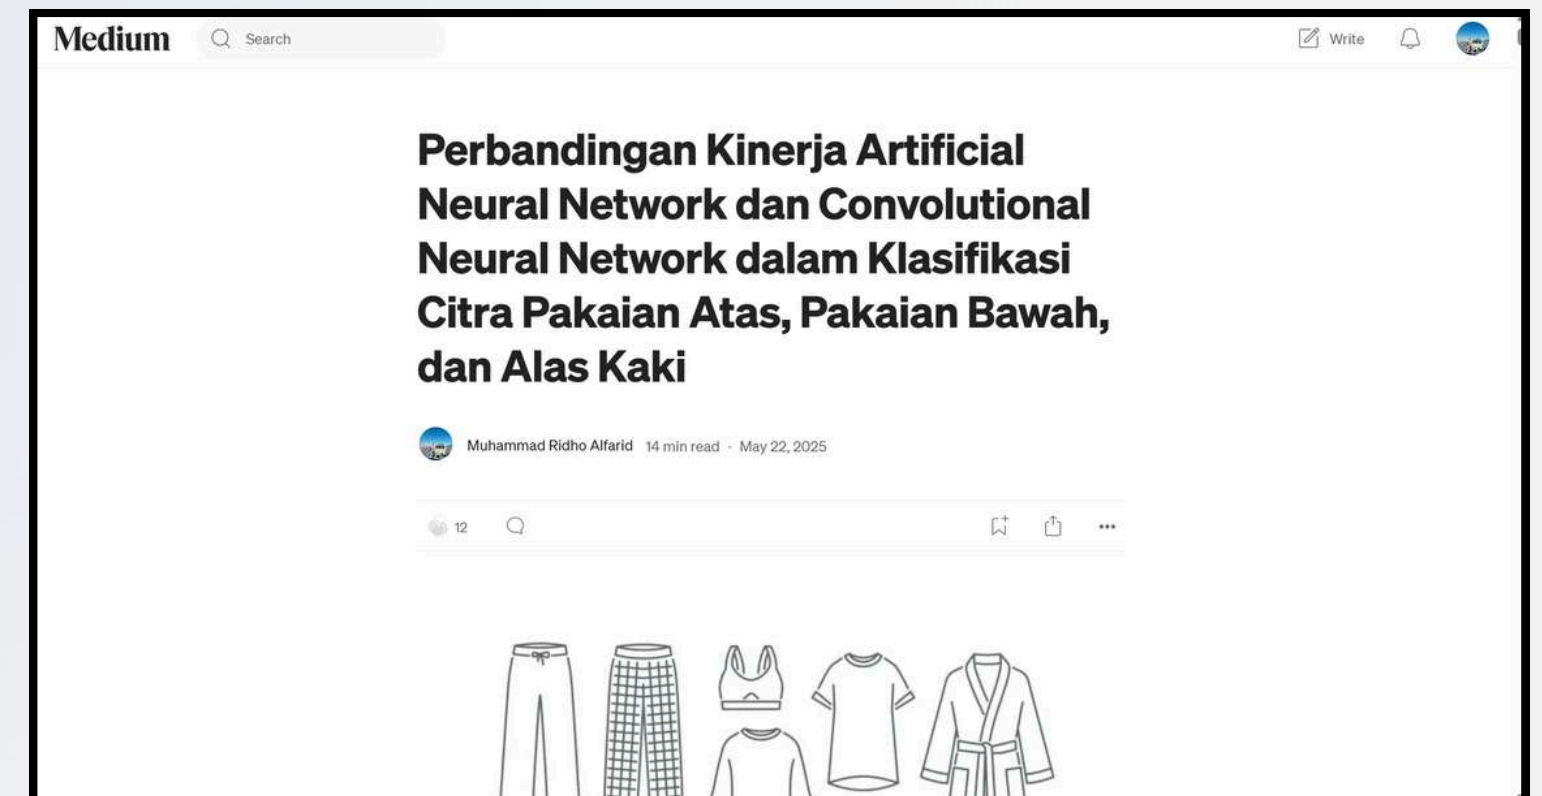 Medium
Search
Write
Perbandingan Kinerja Artificial
Neural Network dan Convolutional
Neural Network dalam Klasifikasi
Citra Pakaian Atas, Pakaian Bawah,
dan Alas Kaki
Muhammad Ridho Alfarid 14 min read · May 22, 2025
12